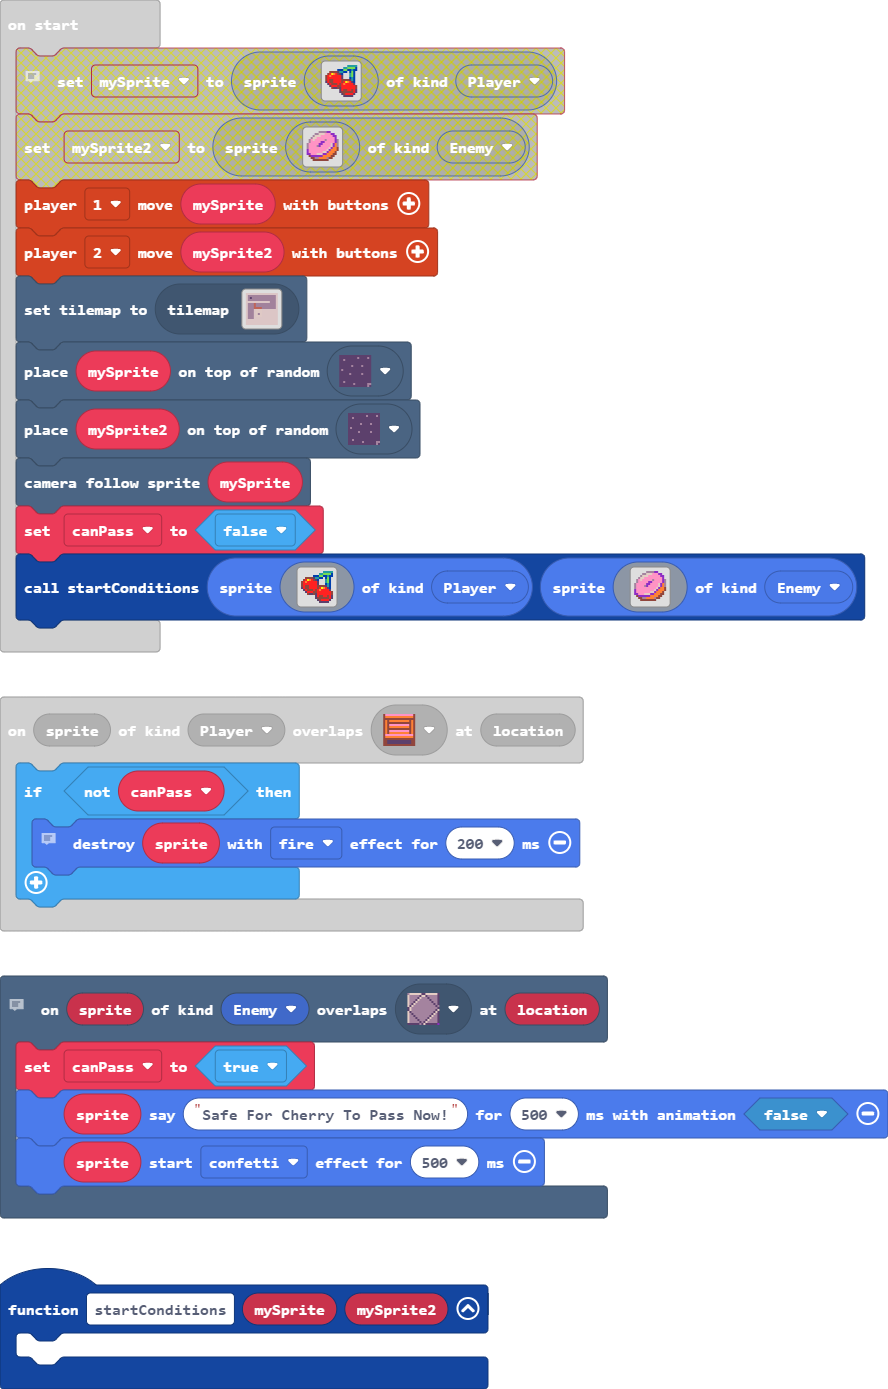 on start
set mySprite to sprite of kind Player
set mySprite2 to sprite of kind Enemy
player 1 move mySprite with buttons
player 2 move mySprite2 with buttons
set tilemap to tilemap
place mySprite on top of random
place mySprite2 on top of random
camera follow sprite mySprite
set canPass to false
call startConditions sprite of kind Player sprite of kind Enemy
on sprite of kind Player overlaps at location
if not canPass then
destroy sprite with fire effect for 200 ms
on sprite of kind Enemy overlaps at location
set canPass to true
sprite say "Safe For Cherry To Pass Now!" for 500 ms with animation false
sprite start confetti effect for 500 ms
function startConditions mySprite mySprite2